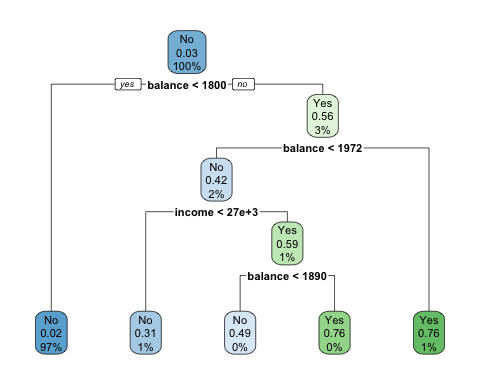 No
0.03
100%
yes balance < 1800 no
Yes
0.56
3%
balance < 1972
No
0.42
2%
income < 27e+3
Yes
0.59
1%
balance < 1890
No
0.02
97%
No
0.31
1%
No
0.49
0%
Yes
0.76
0%
Yes
0.76
1%